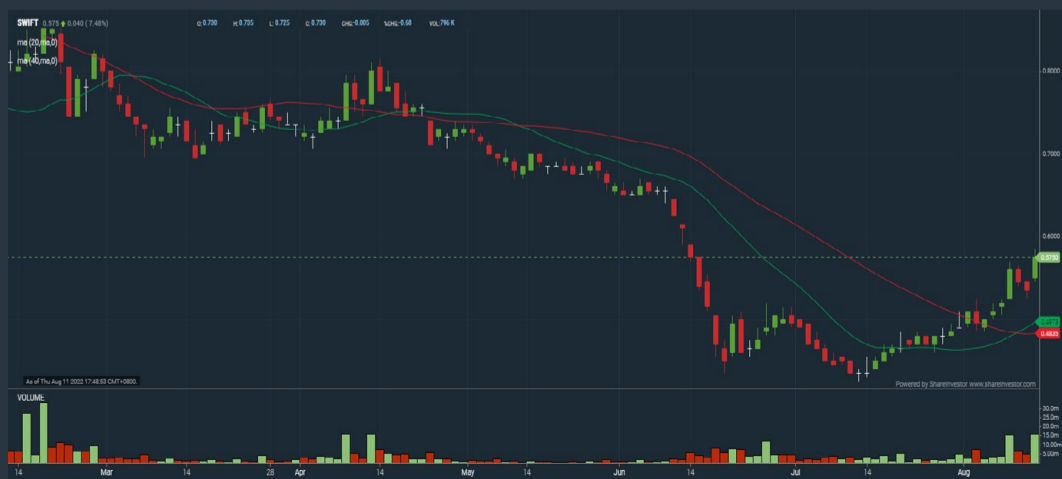 SWIFT 0.575 0.040 ( 7.48%) O: 0.730 H: 0.735 L: 0.725 C: 0.730 CHG:-0.005 %CHG:-0.68 VOL:796 K
ma (20,ma,0)
ma (40,ma,0)
0.8000
0.7000
0.6000
0.5750
0.4883
As of Thu Aug 11 2022 17:48:53 GMT+0800.
Powered by ShareInvestor www.shareinvestor.com
VOLUME
30.0m
25.0m
20.0m
15.0m
10.00m
5.00m
14 Mar 14 28 Apr 14 May 14 Jun 14 Jul 14 Aug